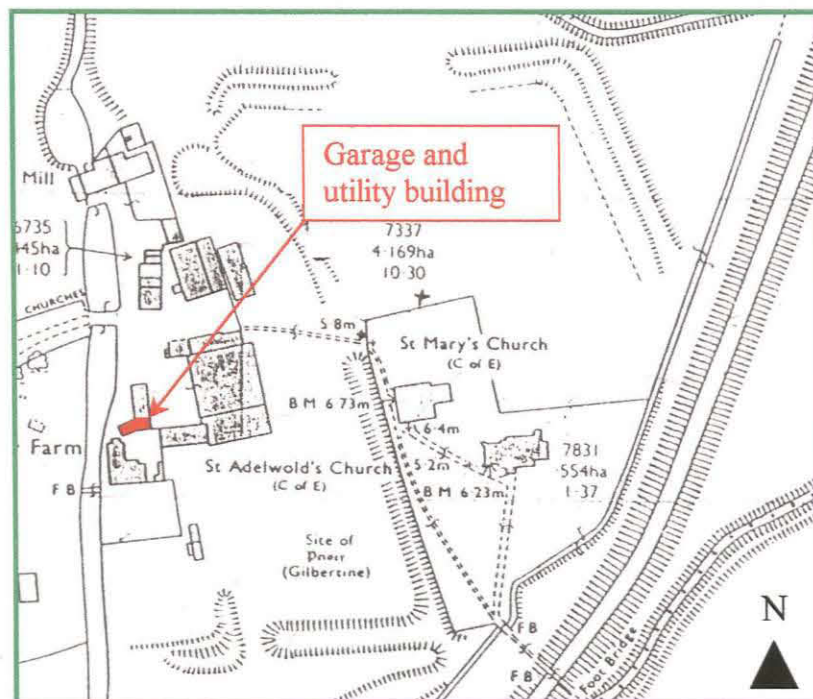 Garage and
utility building
Mill
6735
445ha
1·10
CHURCHES
7337
4·169ha
10·30
5·8m
St Mary's Church
(C of E)
B M 6·73m
6·4m
5·2m
B M 6·23m
7831
·554ha
1·37
Farm
F B
St Adelwold's Church
(C of E)
Site of
(Gilbertine)
F B
F B
Foot Bridge
N